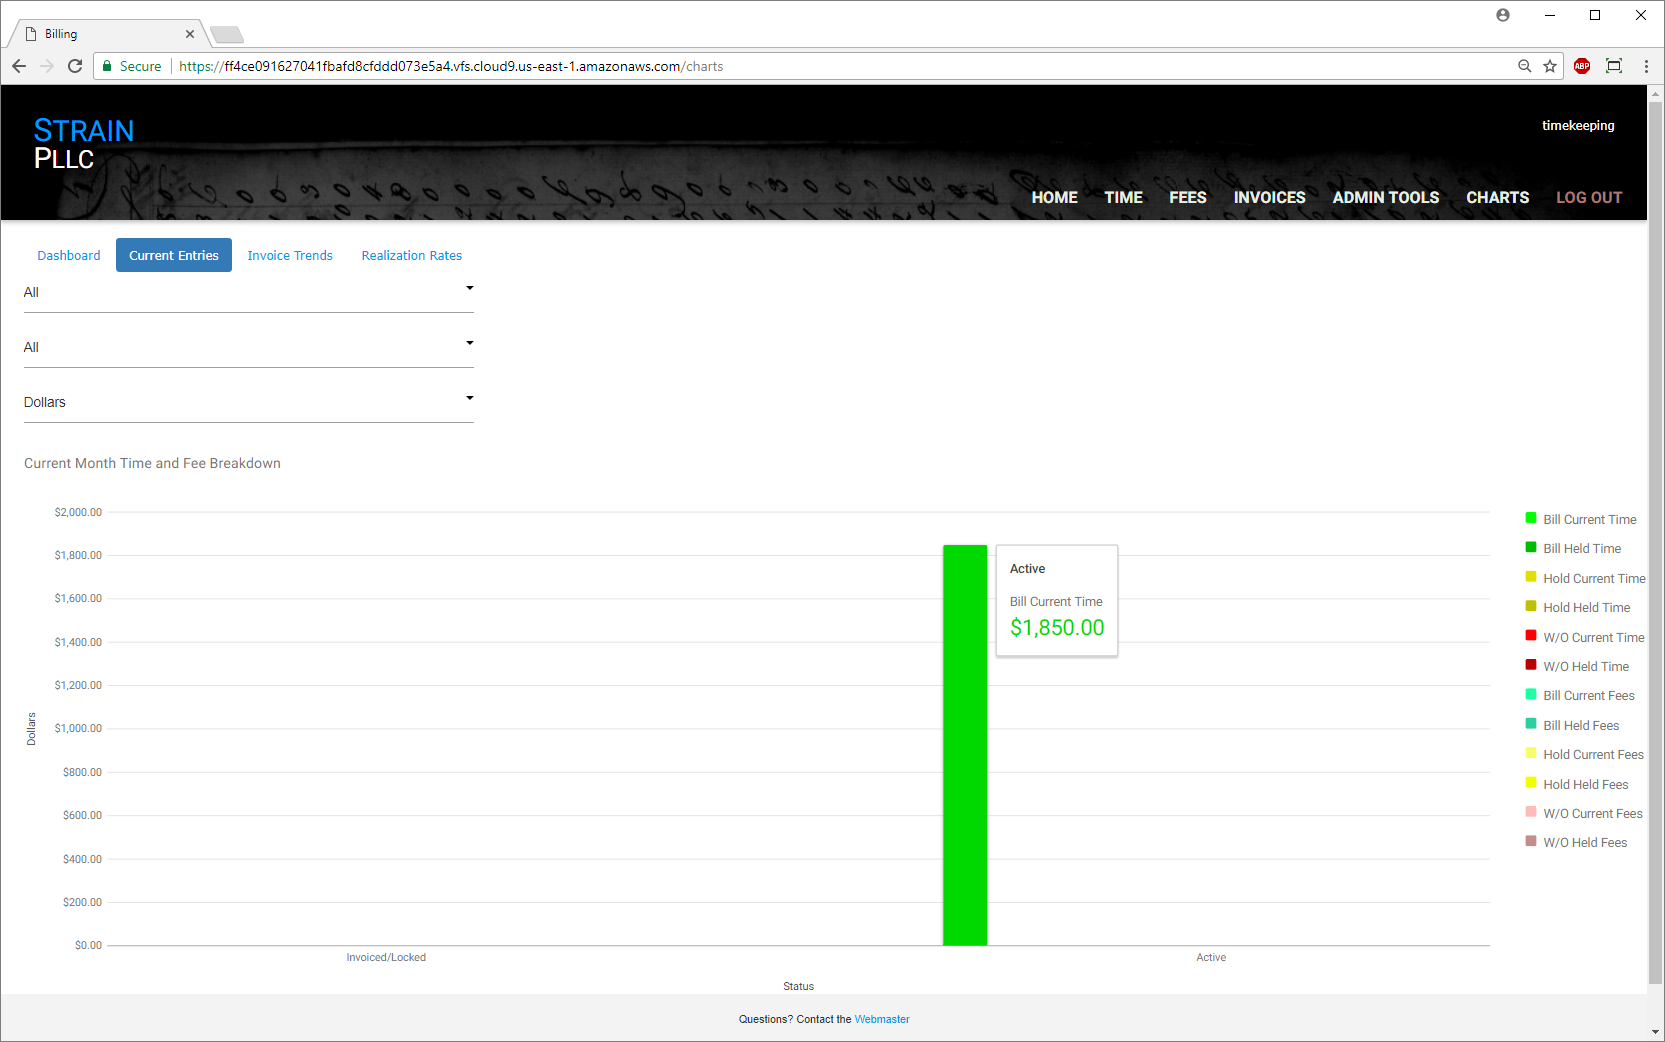 Billing
Secure https://ff4ce091627041fbafd8cfddd073e5a4.vfs.cloud9.us-east-1.amazonaws.com/charts
ABP
STRAIN
PLLC
timekeeping
HOME TIME FEES INVOICES ADMIN TOOLS CHARTS LOG OUT
Dashboard Current Entries Invoice Trends Realization Rates
All
All
Dollars
Current Month Time and Fee Breakdown
$2,000.00
$1,800.00
$1,600.00
$1,400.00
$1,200.00
$1,000.00
$800.00
$600.00
$400.00
$200.00
$0.00
Dollars
Active
Bill Current Time
$1,850.00
Invoiced/Locked Active
Status
Bill Current Time
Bill Held Time
Hold Current Time
Hold Held Time
W/O Current Time
W/O Held Time
Bill Current Fees
Bill Held Fees
Hold Current Fees
Hold Held Fees
W/O Current Fees
W/O Held Fees
Questions? Contact the Webmaster